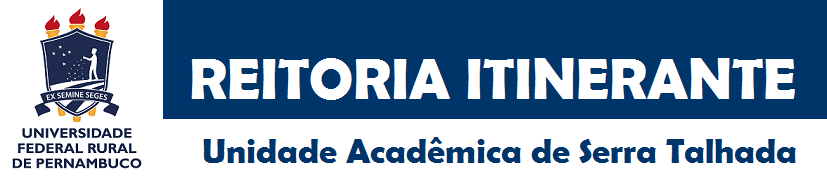 EX SEMINE SEGES
UNIVERSIDADE
FEDERAL RURAL
DE PERNAMBUCO
REITORIA ITINERANTE
Unidade Acadêmica de Serra Talhada